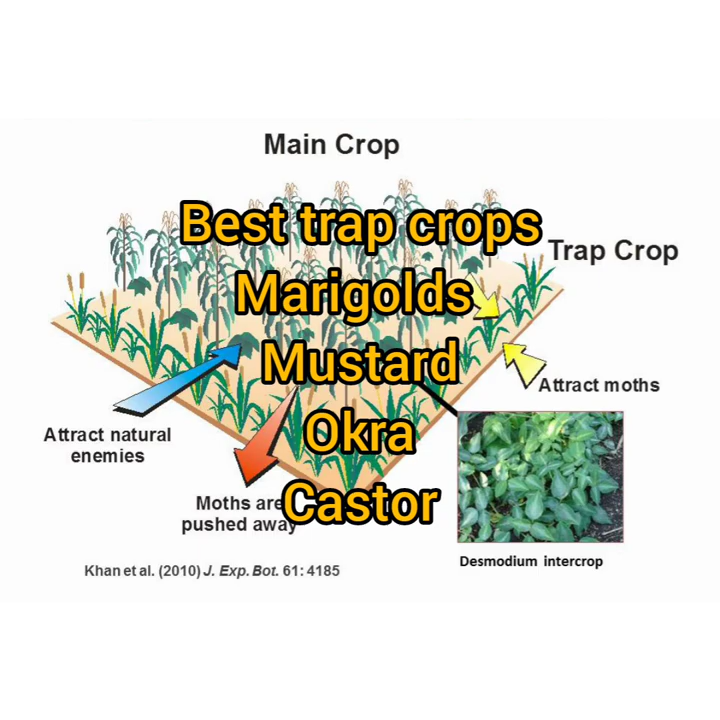 Main Crop
Best trap crops
Trap Crop
Marigolds
Mustard
Attract moths
Okra
Attract natural
enemies
Castor
Moths are
pushed away
Desmodium intercrop
Khan et al. (2010) J. Exp. Bot. 61: 4185